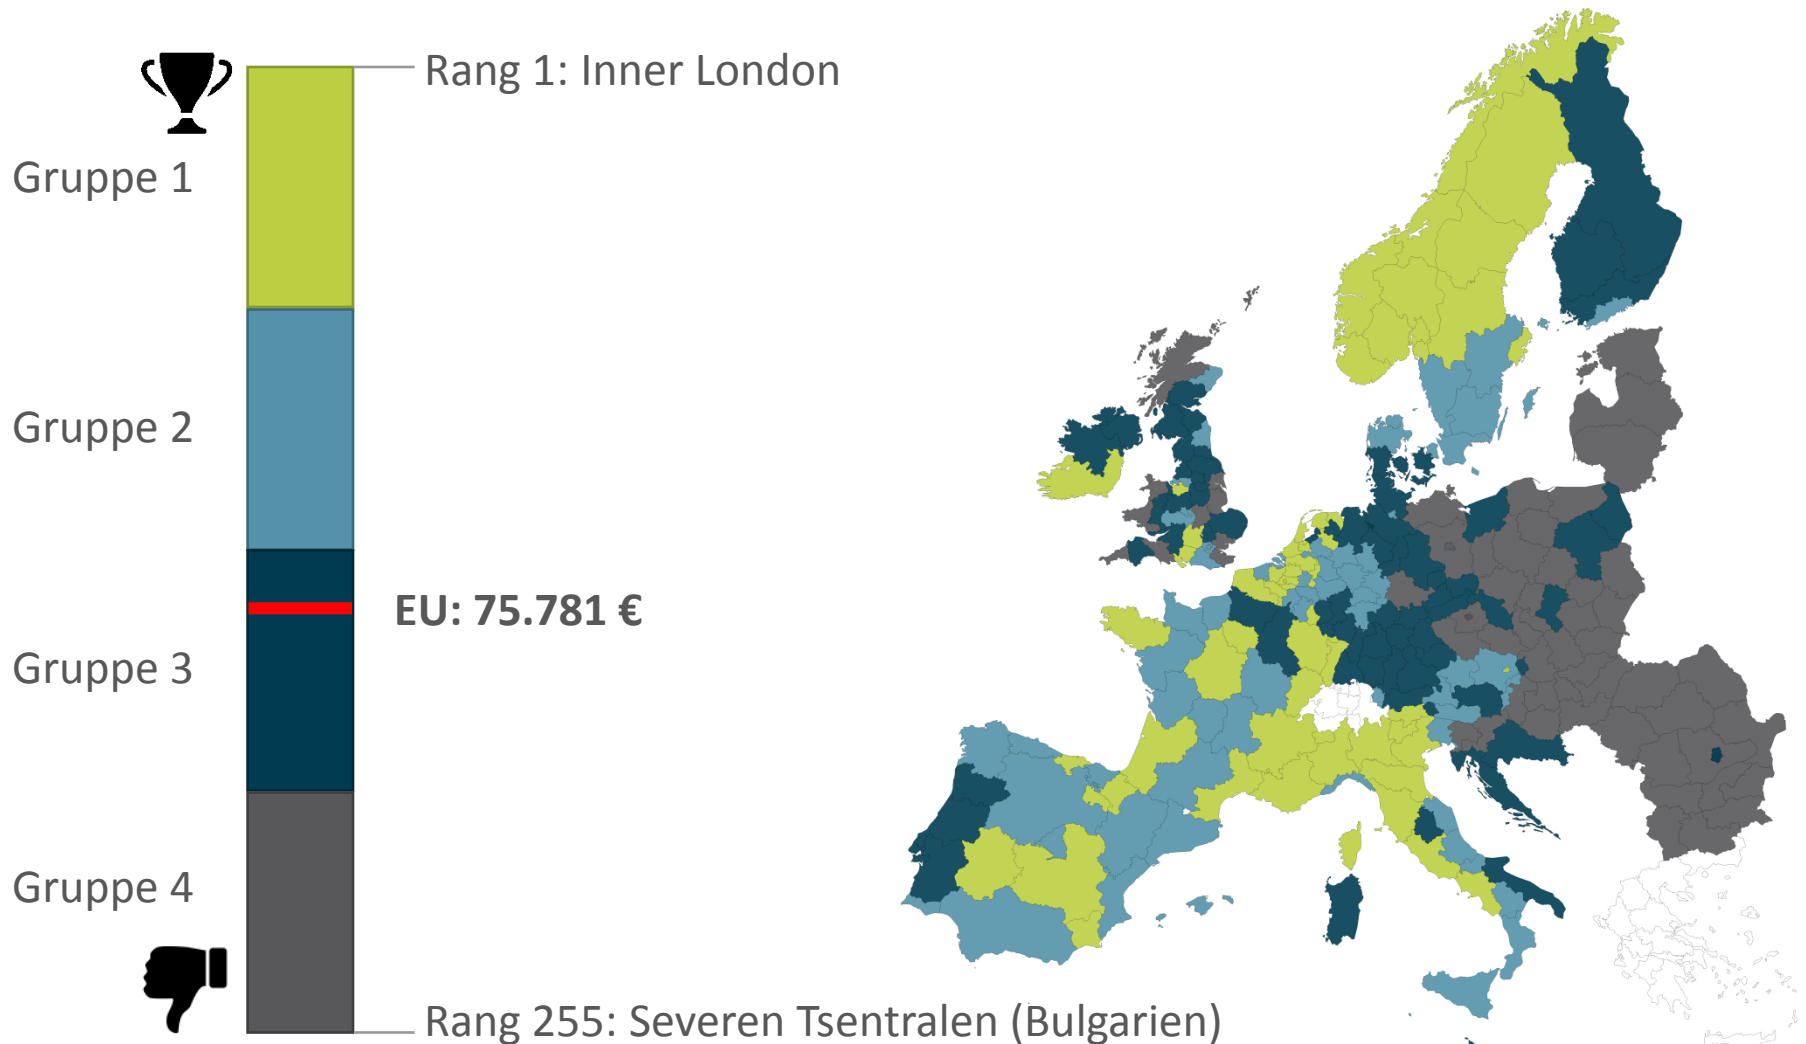 Rang 1: Inner London
Gruppe 1
Gruppe 2
EU: 75.781 €
Gruppe 3
Gruppe 4
Rang 255: Severen Tsentralen (Bulgarien)